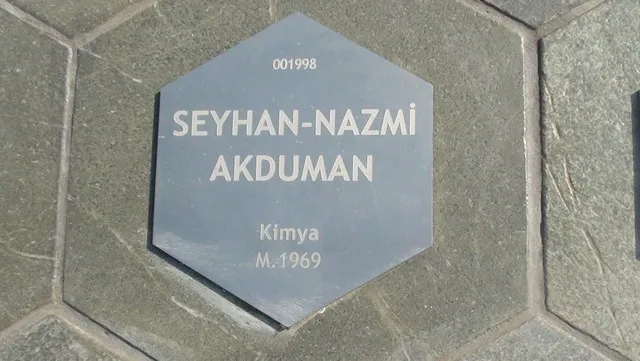 001998
SEYHAN-NAZMİ
AKDUMAN
Kimya
M.1969